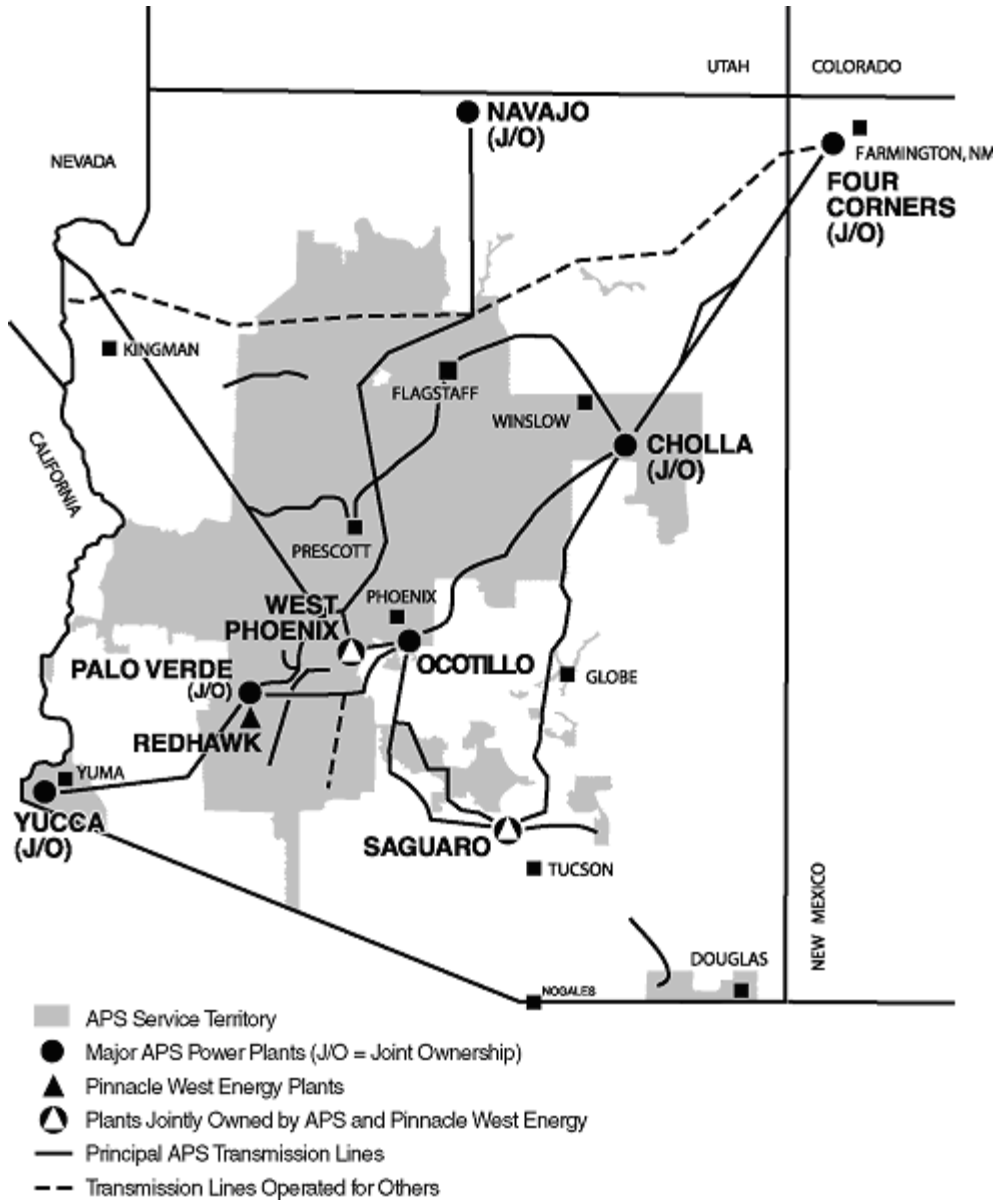 UTAH
COLORADO
NAVAJO
(J/O)
NEVADA
FARMINGTON, NM
FOUR
CORNERS
(J/O)
KINGMAN
FLAGSTAFF
WINSLOW
CHOLLA
(J/O)
CALIFORNIA
PRESCOTT
WEST
PHOENIX
PHOENIX
OCOTILLO
PALO VERDE
(J/O)
GLOBE
REDHAWK
YUMA
YUCCA
(J/O)
SAGUARO
TUCSON
NEW MEXICO
DOUGLAS
NOGALES
APS Service Territory
Major APS Power Plants (J/O = Joint Ownership)
Pinnacle West Energy Plants
Plants Jointly Owned by APS and Pinnacle West Energy
Principal APS Transmission Lines
Transmission Lines Operated for Others